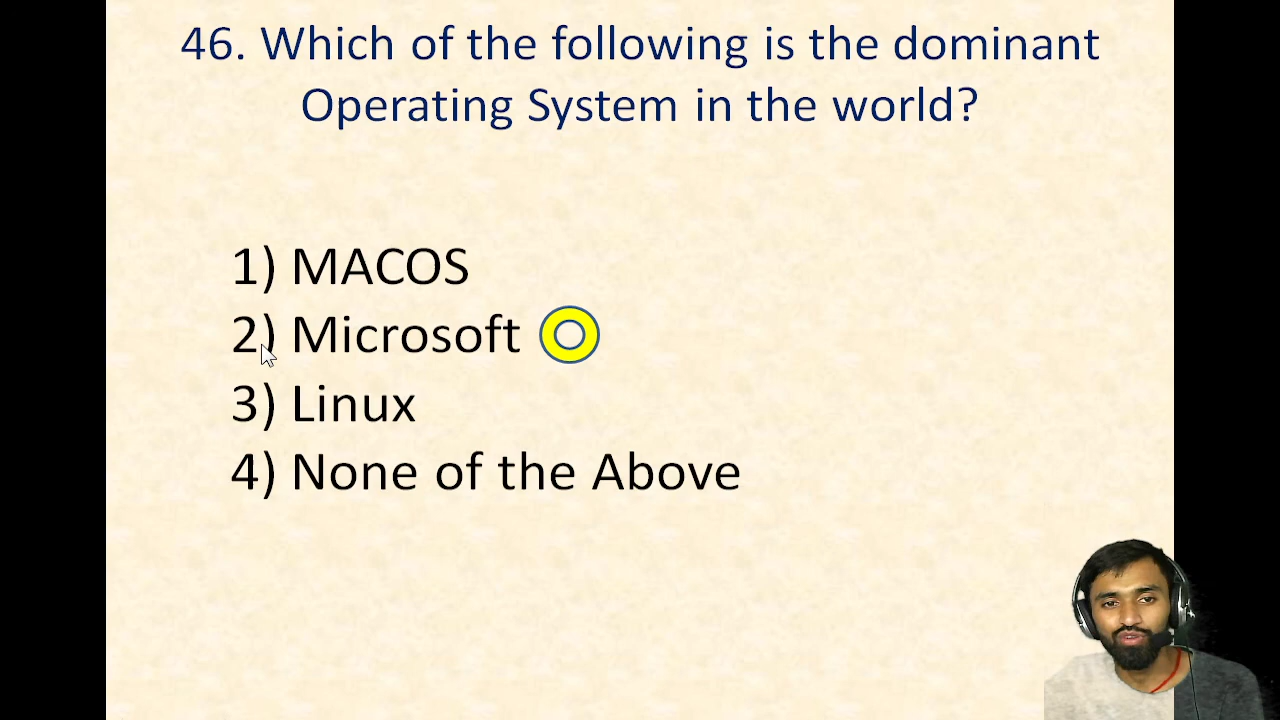 46. Which of the following is the dominant
Operating System in the world?
1) MACOS
2) Microsoft
3) Linux
4) None of the Above